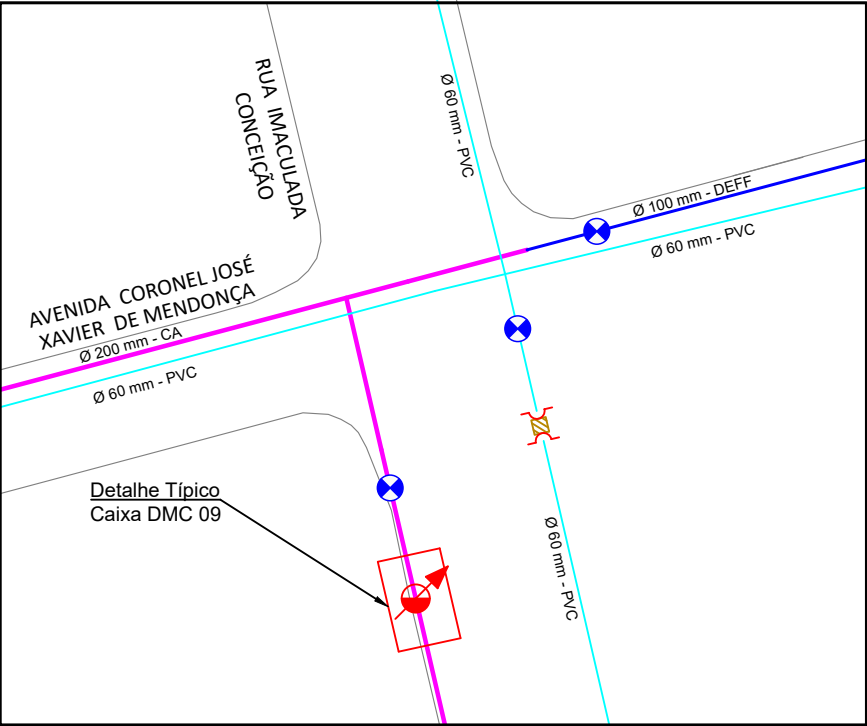 RUA IMACULADA
CONCEIÇÃO
Ø 60 mm - PVC
Ø 100 mm - DEFF
Ø 60 mm - PVC
AVENIDA CORONEL JOSÉ
XAVIER DE MENDONÇA
Ø 200 mm - CA
Ø 60 mm - PVC
Detalhe Típico
Caixa DMC 09
Ø 60 mm - PVC